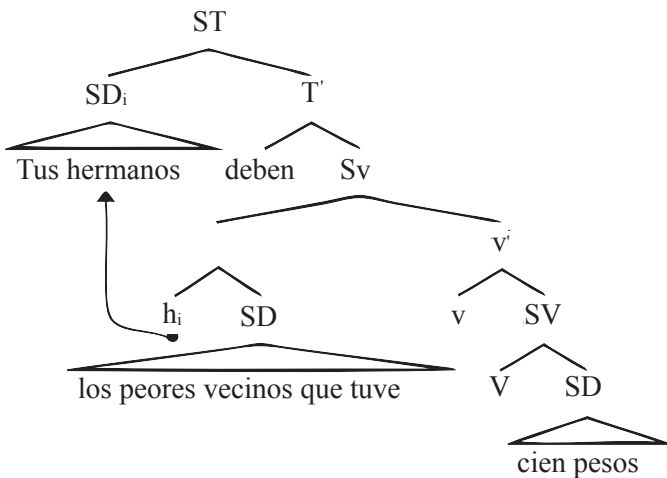 ST
SDi T'
Tus hermanos deben Sv
v'
hi SD v SV
los peores vecinos que tuve V SD
cien pesos